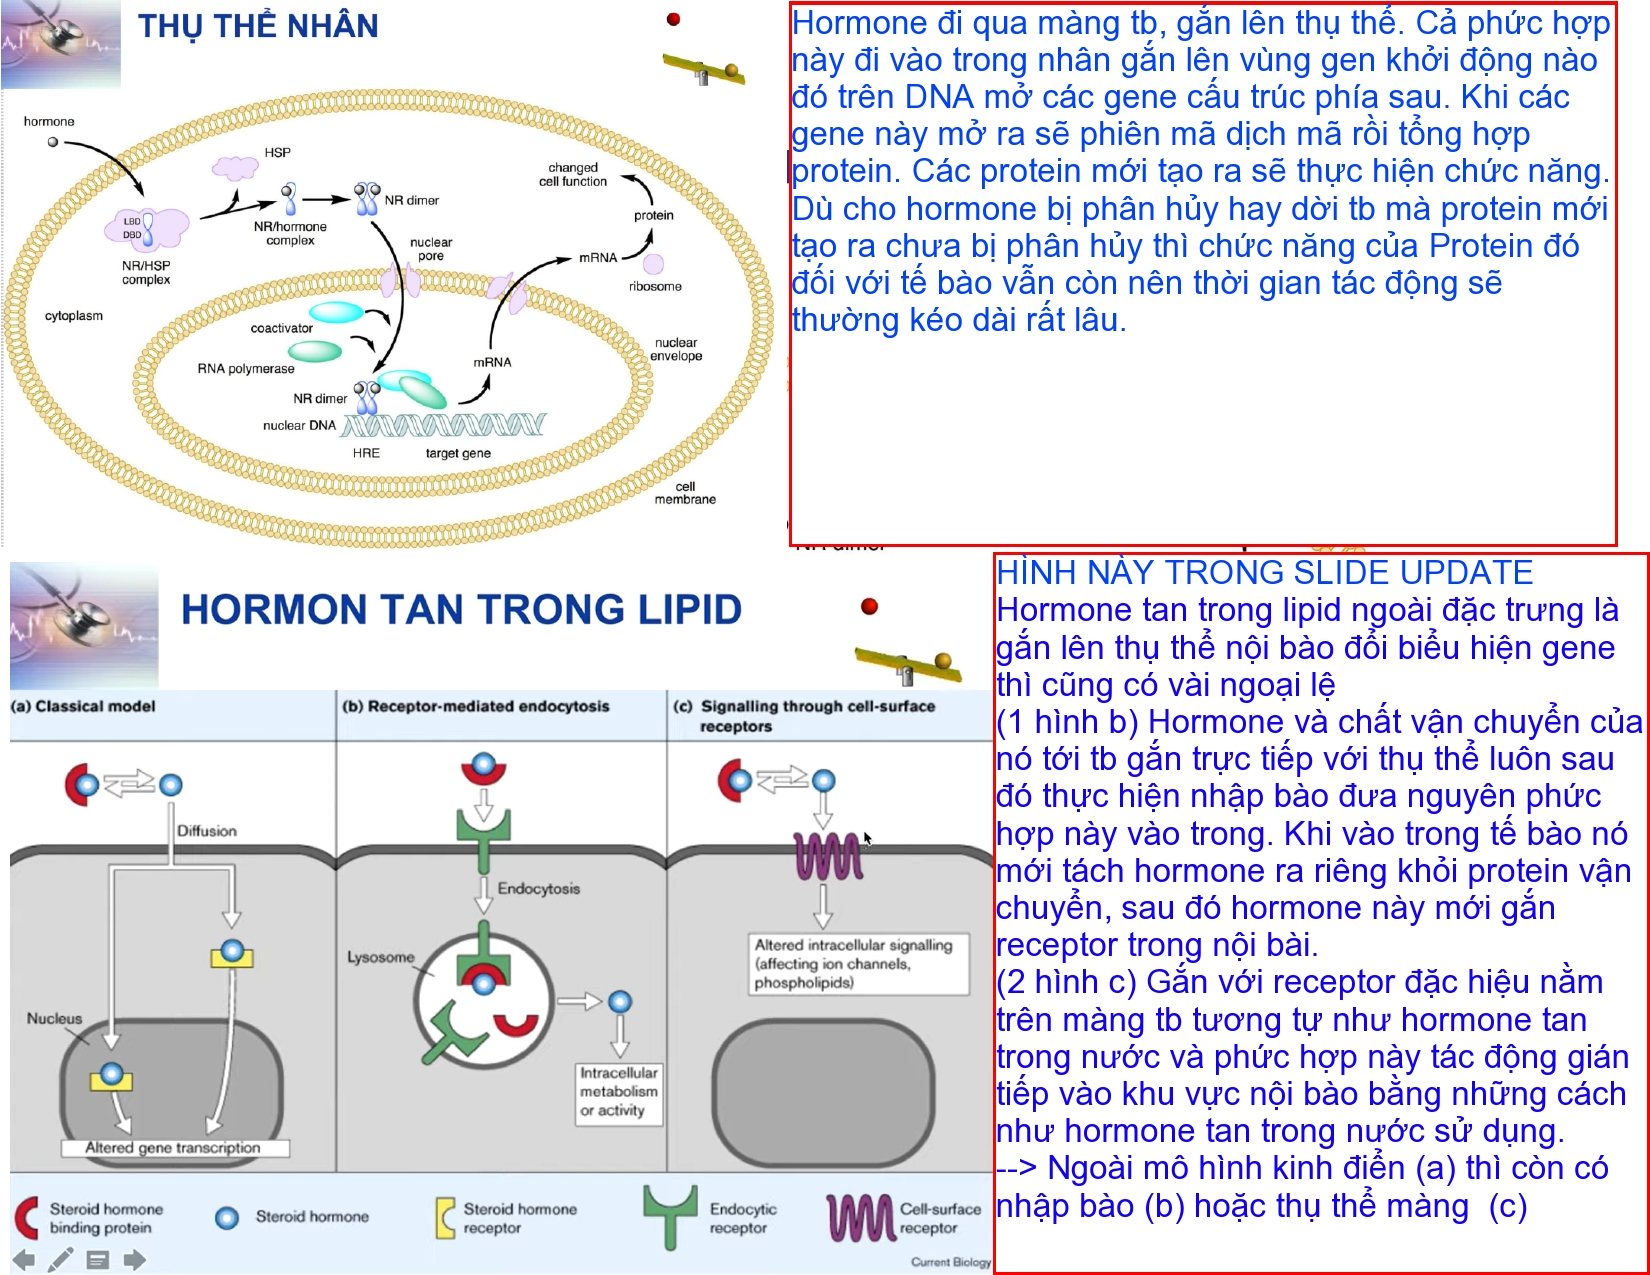 THỤ THỂ NHÂN
hormone
HSP
LBD
DBD
NR/HSP
complex
NR/hormone
complex
NR dimer
nuclear
pore
changed
cell function
protein
mRNA
ribosome
cytoplasm
coactivator
RNA polymerase
nuclear
envelope
mRNA
NR dimer
nuclear DNA
HRE
target gene
cell
membrane
Hormone đi qua màng tb, gắn lên thụ thể. Cả phức hợp
này đi vào trong nhân gắn lên vùng gen khởi động nào
đó trên DNA mở các gene cấu trúc phía sau. Khi các
gene này mở ra sẽ phiên mã dịch mã rồi tổng hợp
protein. Các protein mới tạo ra sẽ thực hiện chức năng.
Dù cho hormone bị phân hủy hay dời tb mà protein mới
tạo ra chưa bị phân hủy thì chức năng của Protein đó
đối với tế bào vẫn còn nên thời gian tác động sẽ
thường kéo dài rất lâu.
HORMON TAN TRONG LIPID
(a) Classical model
(b) Receptor-mediated endocytosis
(c) Signalling through cell-surface
receptors
Diffusion
Nucleus
Altered gene transcription
Endocytosis
Lysosome
Intracellular
metabolism
or activity
Altered intracellular signalling
(affecting ion channels,
phospholipids)
Steroid hormone
binding protein
Steroid hormone
Steroid hormone
receptor
Endocytic
receptor
Cell-surface
receptor
Current Biology
HÌNH NÀY TRONG SLIDE UPDATE
Hormone tan trong lipid ngoài đặc trưng là
gắn lên thụ thể nội bào đổi biểu hiện gene
thì cũng có vài ngoại lệ
(1 hình b) Hormone và chất vận chuyển của
nó tới tb gắn trực tiếp với thụ thể luôn sau
đó thực hiện nhập bào đưa nguyên phức
hợp này vào trong. Khi vào trong tế bào nó
mới tách hormone ra riêng khỏi protein vận
chuyển, sau đó hormone này mới gắn
receptor trong nội bài.
(2 hình c) Gắn với receptor đặc hiệu nằm
trên màng tb tương tự như hormone tan
trong nước và phức hợp này tác động gián
tiếp vào khu vực nội bào bằng những cách
như hormone tan trong nước sử dụng.
--> Ngoài mô hình kinh điển (a) thì còn có
nhập bào (b) hoặc thụ thể màng (c)